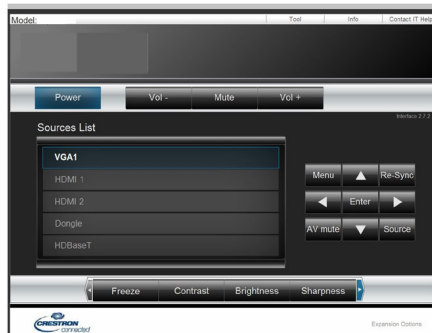 Model:
Tool Info Contact IT Help
Power Vol - Mute Vol +
Interface 2.7.2
Sources List
VGA1
HDMI 1
HDMI 2
Dongle
HDBaseT
Menu Re-Sync
Enter
AV mute Source
Freeze Contrast Brightness Sharpness
CRESTRON
connected
Expansion Options